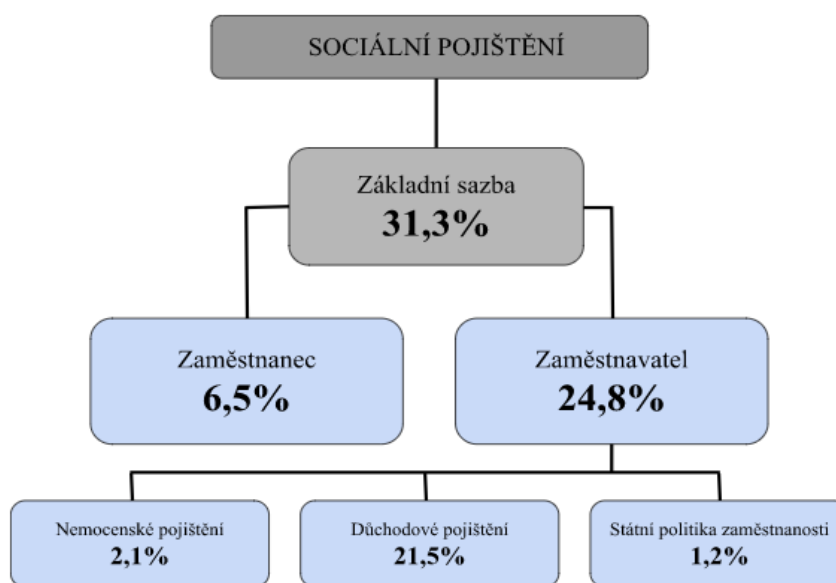 SOCIÁLNÍ POJIŠTĚNÍ
Základní sazba
31,3%
Zaměstnanec
6,5%
Zaměstnavatel
24,8%
Nemocenské pojištění
2,1%
Důchodové pojištění
21,5%
Státní politika zaměstnanosti
1,2%